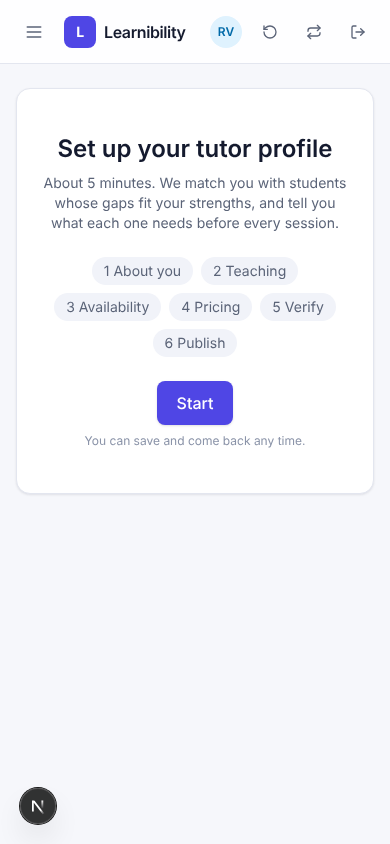 L Learnibility RV
Set up your tutor profile
About 5 minutes. We match you with students
whose gaps fit your strengths, and tell you
what each one needs before every session.
1 About you 2 Teaching
3 Availability 4 Pricing 5 Verify
6 Publish
Start
You can save and come back any time.
N